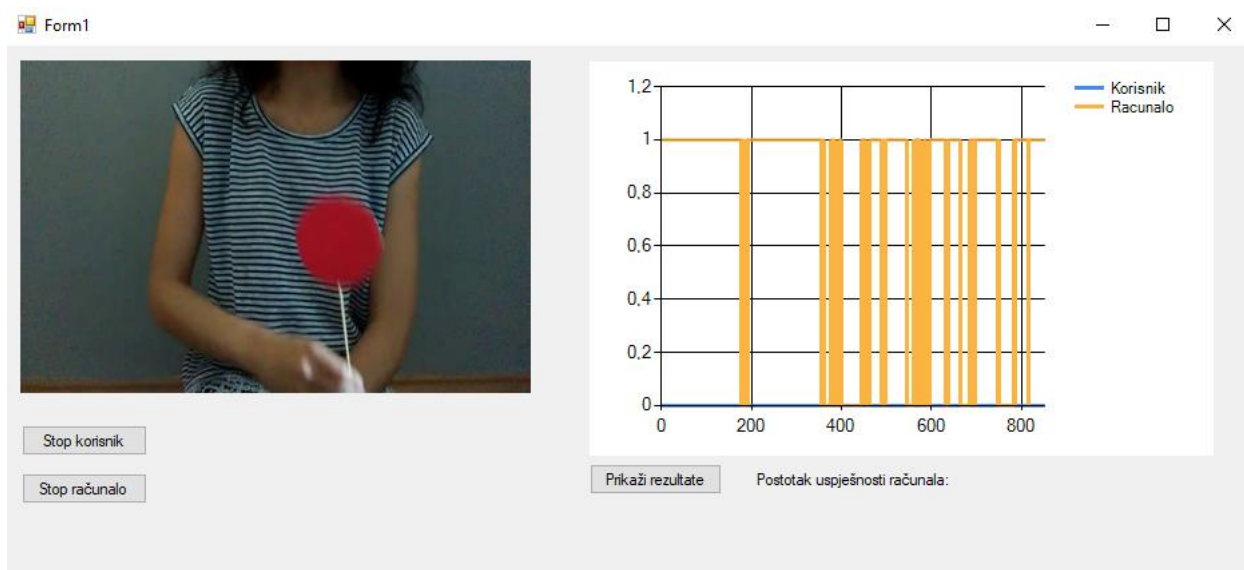 Form1
1,2
1
0,8
0,6
0,4
0,2
0
0 200 400 600 800
Korisnik
Racunalo
Stop korisnik
Stop računalo
Prikaži rezultate
Postotak uspješnosti računala: